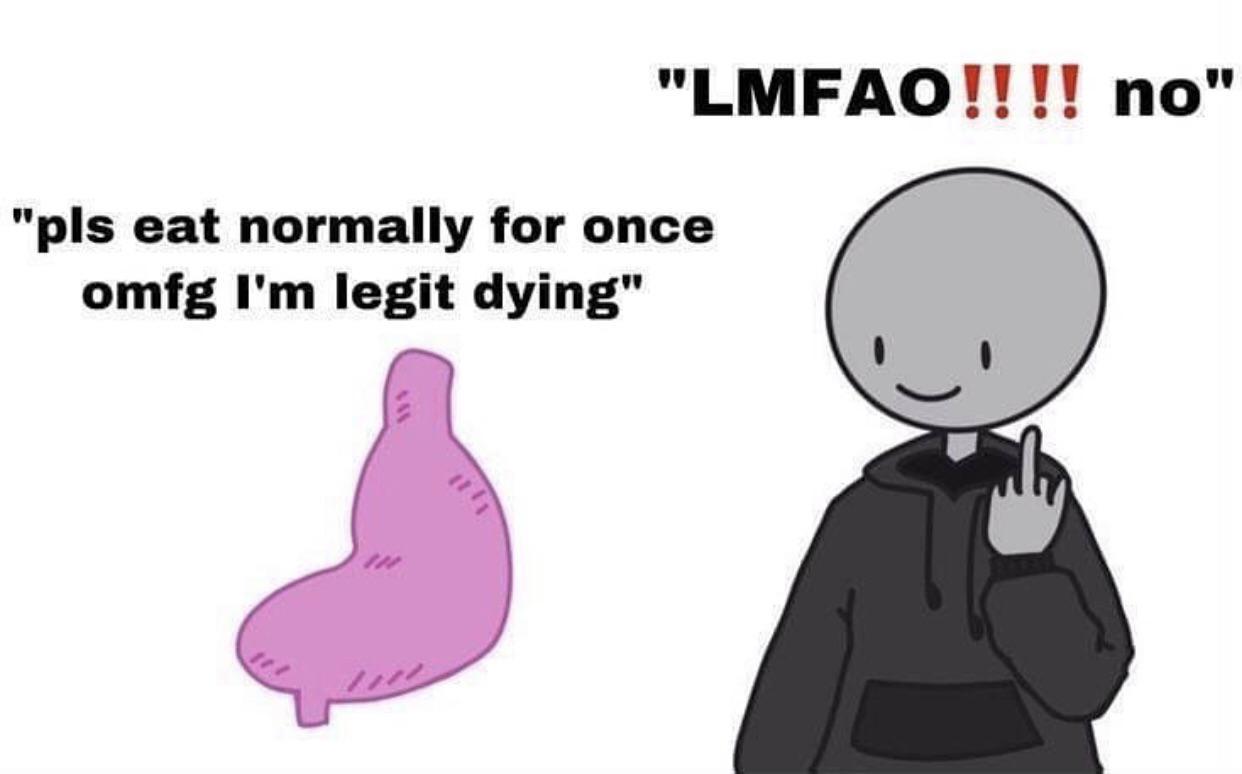 "LMFAO‼️‼️ no"
"pls eat normally for once
omfg I'm legit dying"